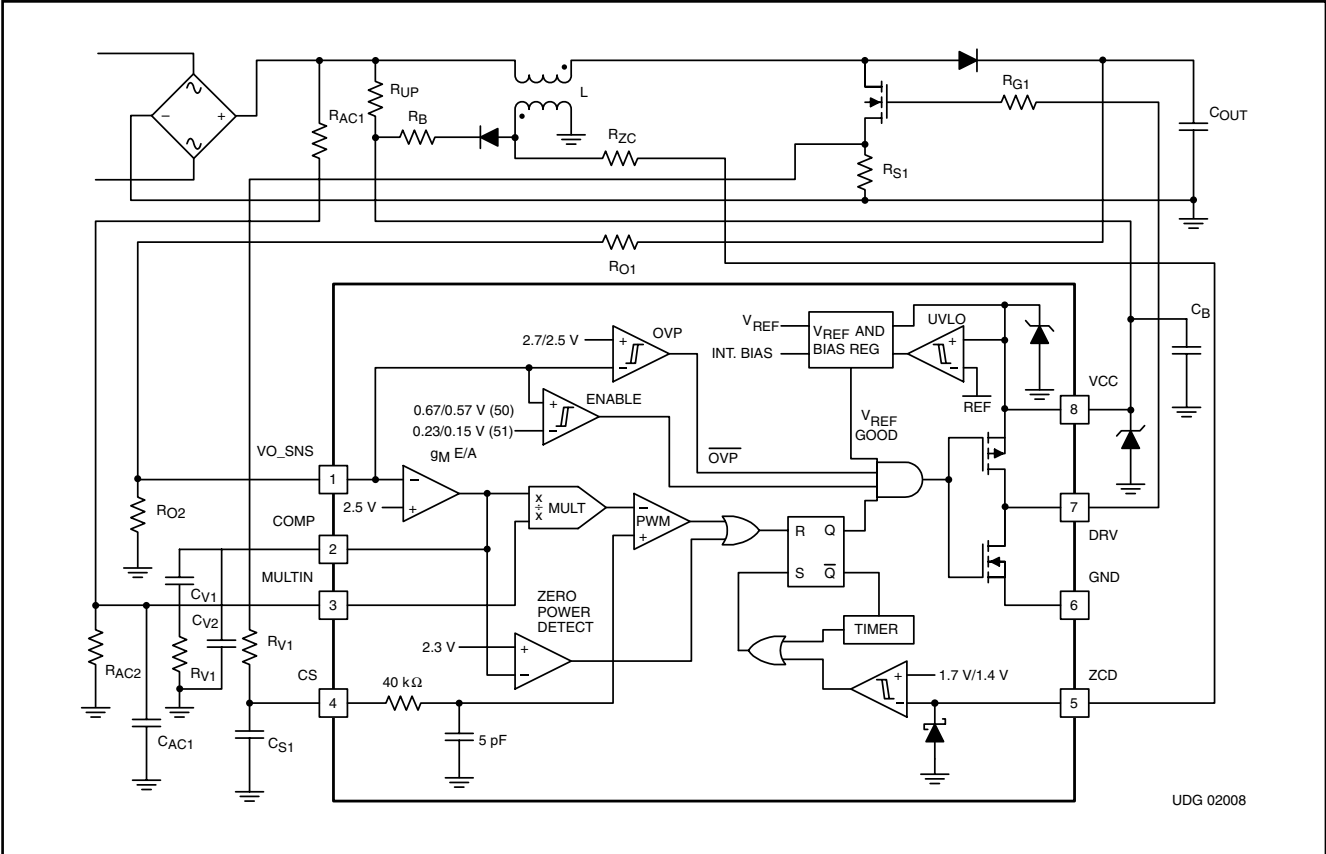 RUP
RAC1
RB
L
RZC
RG1
RS1
COUT
RO1
CB
VREF
INT. BIAS
VREF AND
BIAS REG
UVLO
REF
VREF
GOOD
2.7/2.5 V
OVP
ENABLE
0.67/0.57 V (50)
0.23/0.15 V (51)
OVP
gM E/A
2.5 V
x
÷
x
MULT
PWM
R
Q
S
Q
TIMER
ZERO
POWER
DETECT
2.3 V
1.7 V/1.4 V
40 kΩ
5 pF
VO_SNS
1
COMP
2
MULTIN
3
CS
4
VCC
8
7
DRV
GND
6
ZCD
5
RO2
CV1
CV2
RV1
RV1
RAC2
CAC1
CS1
UDG 02008